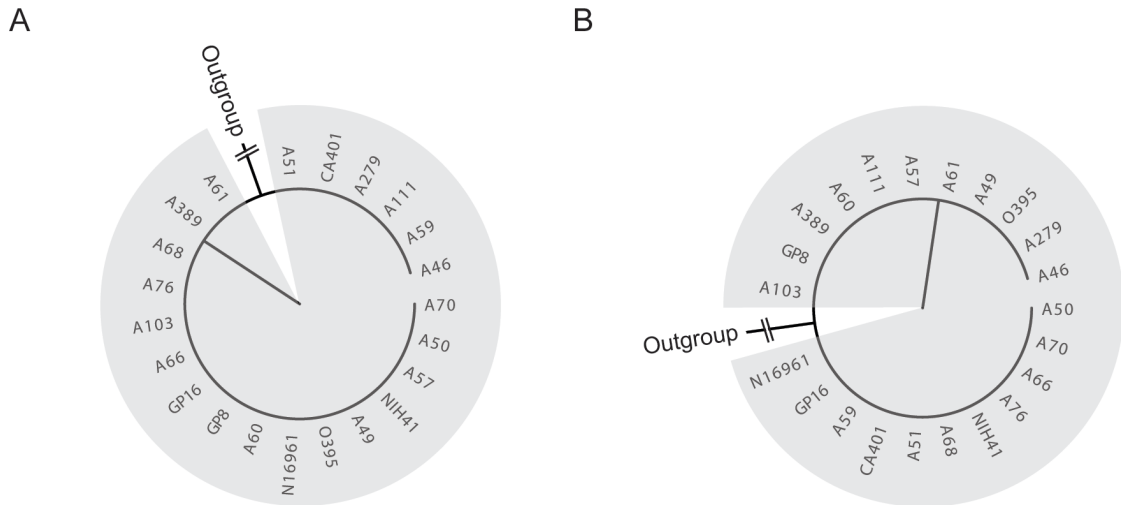 A
B
Outgroup
A51
CA401
A279
A111
A59
A46
A70
A50
A57
NIH41
A49
O395
N16961
A60
GP8
GP16
A66
A103
A76
A68
A389
A61
Outgroup
A103
GP8
A389
A60
A111
A57
A61
A49
O395
A279
A46
A50
A70
A66
A76
NIH41
A68
A51
CA401
A59
GP16
N16961